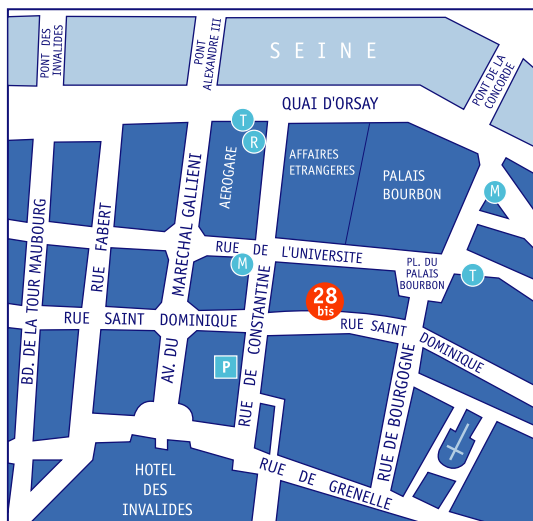 PONT DES
INVALIDES
PONT
ALEXANDRE III
SEINE
PONT DE LA
CONCORDE
QUAI D'ORSAY
T
R
AEROGARE
AFFAIRES
ETRANGERES
PALAIS
BOURBON
M
BD. DE LA TOUR MAUBOURG
RUE FABERT
AV. DU MARECHAL GALLIENI
RUE DE L'UNIVERSITE
M
PL. DU
PALAIS
BOURBON
T
28
bis
RUE SAINT DOMINIQUE
RUE SAINT DOMINIQUE
RUE DE CONSTANTINE
P
RUE DE BOURGOGNE
RUE DE GRENELLE
HOTEL
DES
INVALIDES